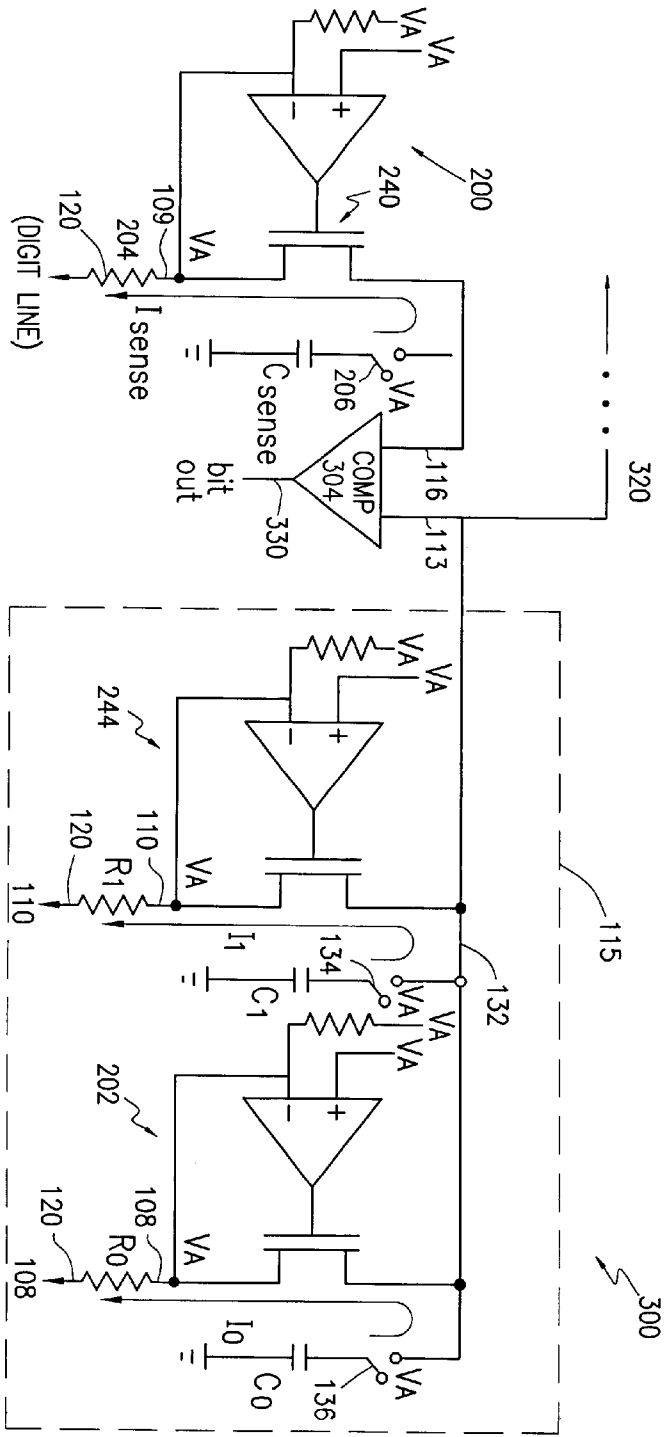 300
320
115
200
VA
VA
240
VA
109
204
120
(DIGIT LINE)
Isense
Csense
VA
206
116
113
COMP
304
330
bit
out
VA
VA
244
VA
110
R1
120
110
I1
134
C1
VA
132
VA
VA
202
VA
108
R0
120
108
I0
C0
VA
136
+
−
+
−
+
−